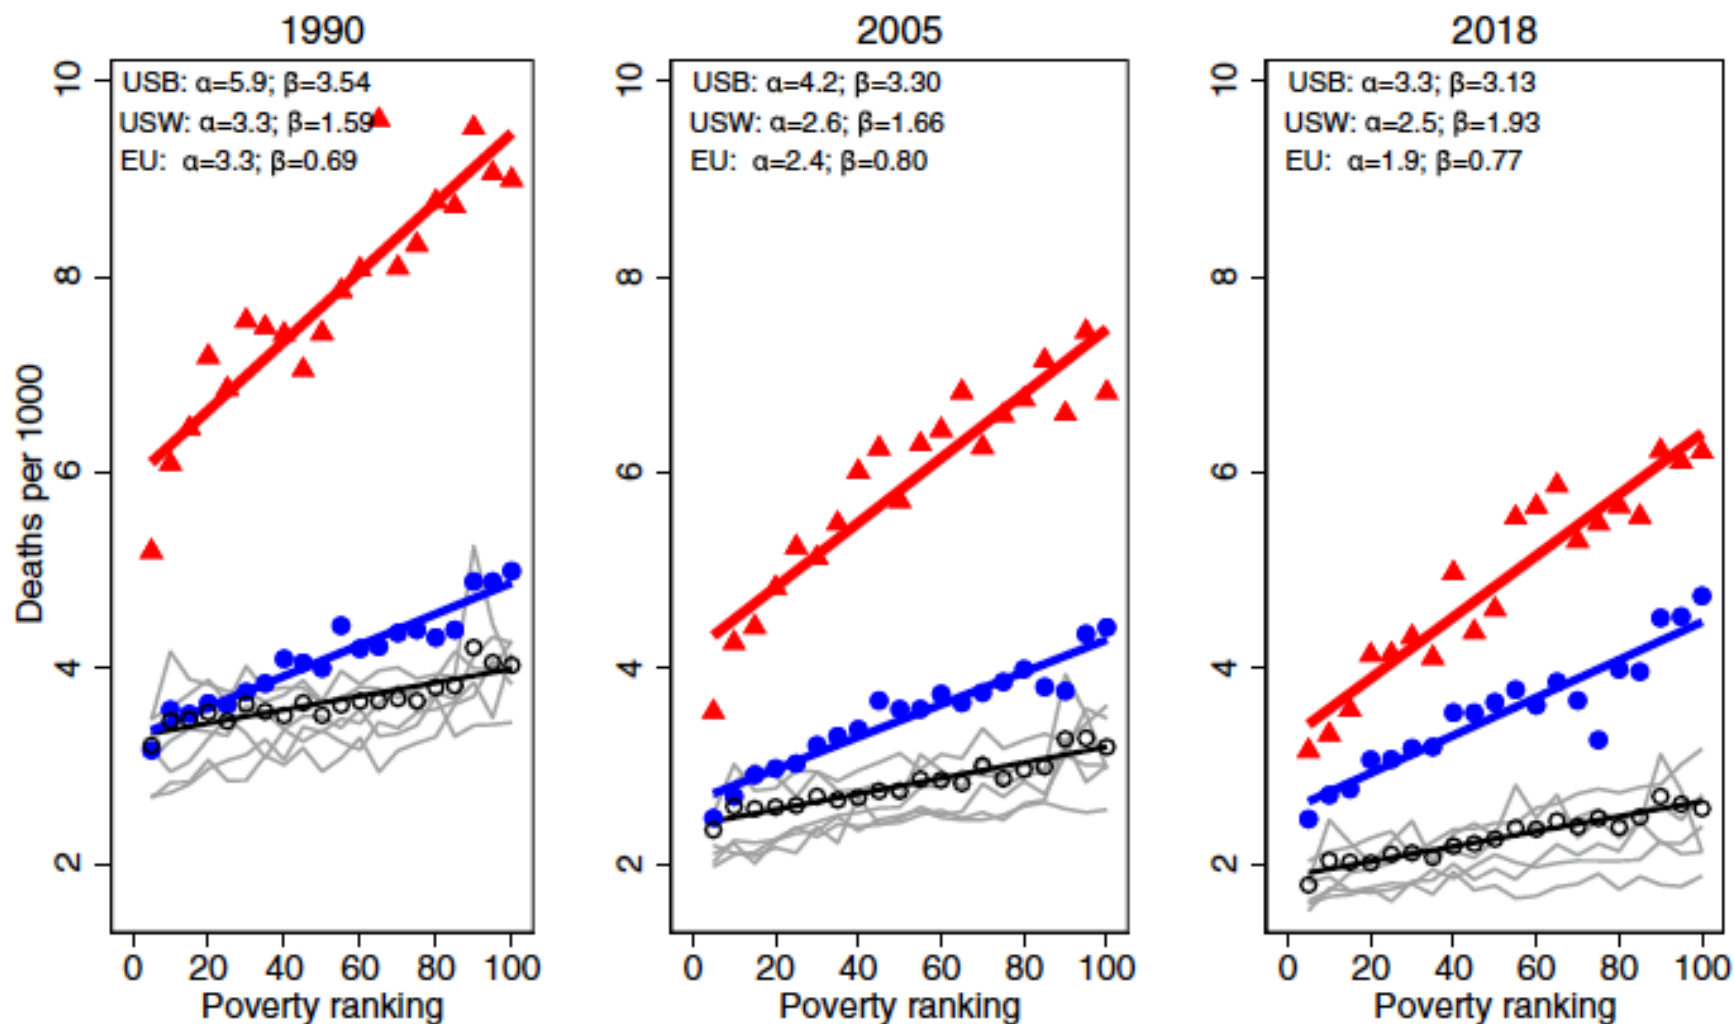 1990
2005
2018
USB: α=5.9; β=3.54
USW: α=3.3; β=1.59
EU: α=3.3; β=0.69
USB: α=4.2; β=3.30
USW: α=2.6; β=1.66
EU: α=2.4; β=0.80
USB: α=3.3; β=3.13
USW: α=2.5; β=1.93
EU: α=1.9; β=0.77
Deaths per 1000
10
8
6
4
2
10
8
6
4
2
10
8
6
4
2
0 20 40 60 80 100
0 20 40 60 80 100
0 20 40 60 80 100
Poverty ranking
Poverty ranking
Poverty ranking